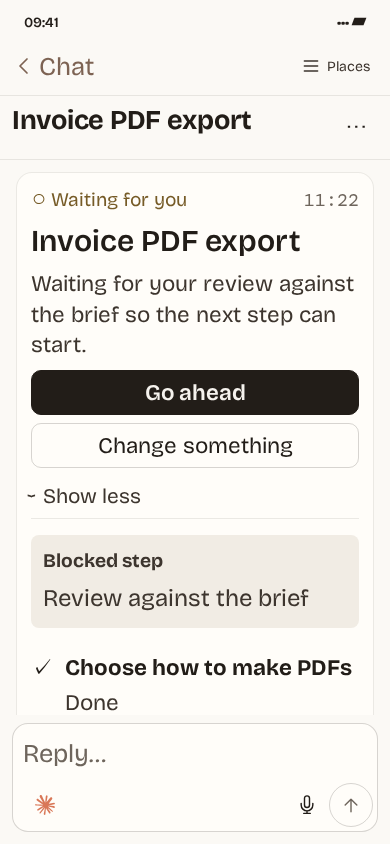 09:41
Chat
Places
Invoice PDF export
...
Waiting for you
11:22
Invoice PDF export
Waiting for your review against
the brief so the next step can
start.
Go ahead
Change something
Show less
Blocked step
Review against the brief
✓ Choose how to make PDFs
Done
Reply...